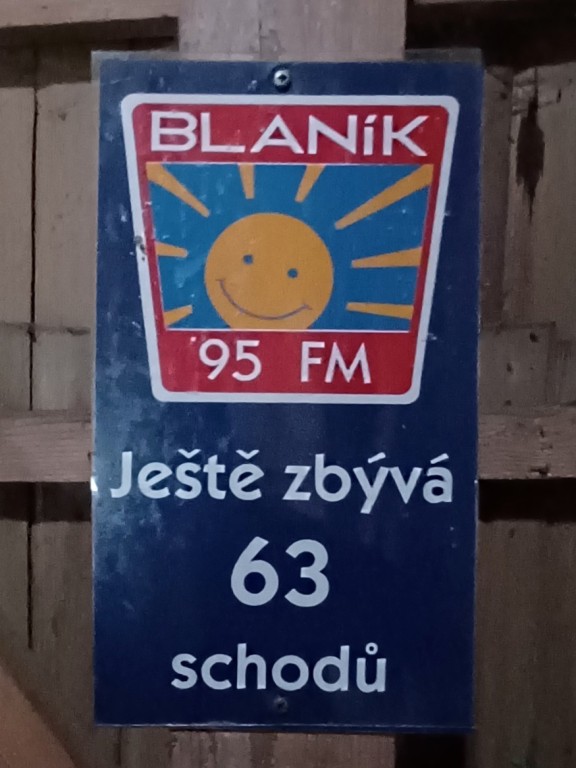 BLANíK
95 FM
Ještě zbývá
63
schodů